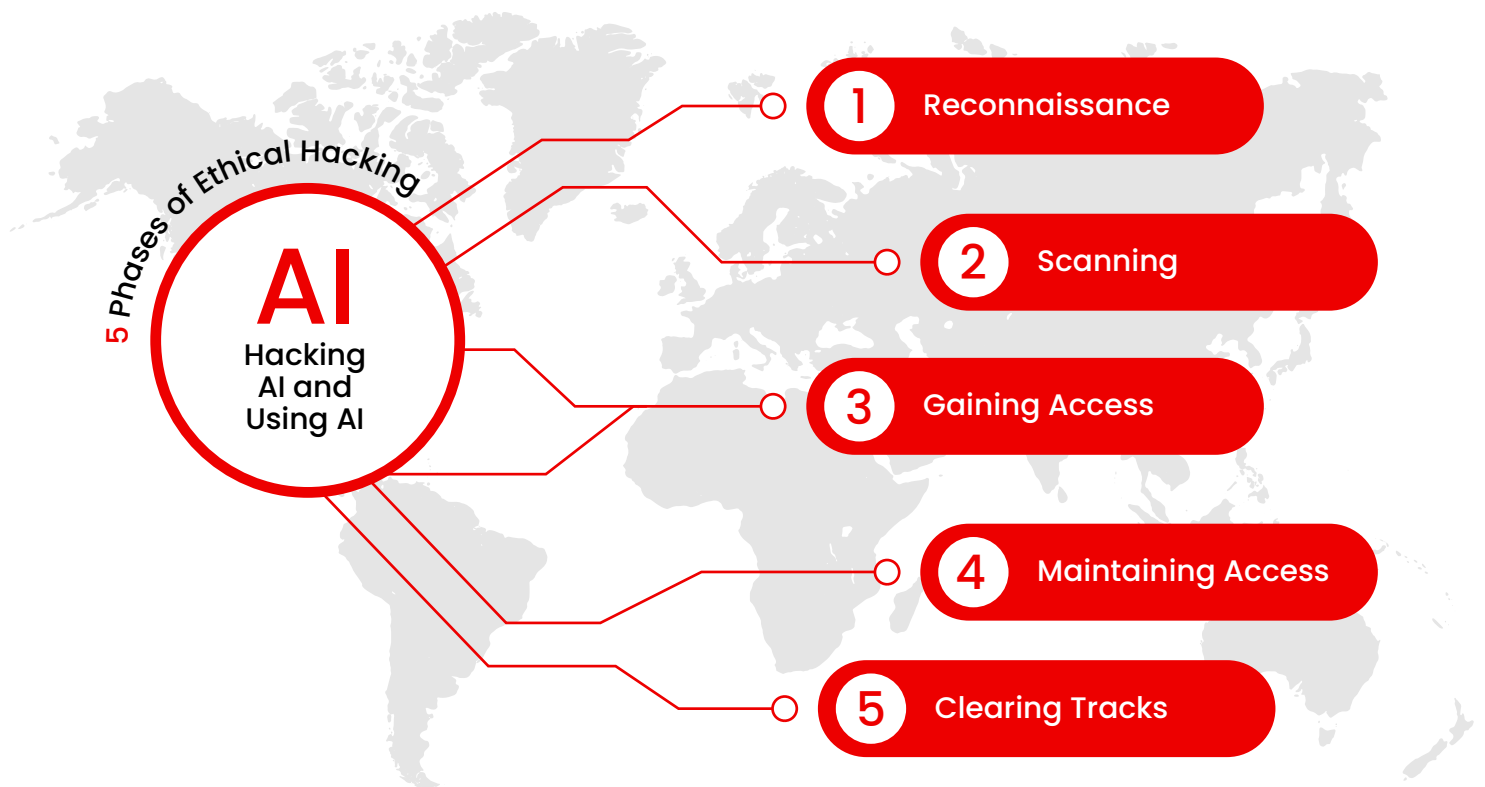 5 Phases of Ethical Hacking
AI
Hacking
AI and
Using AI
1 Reconnaissance
2 Scanning
3 Gaining Access
4 Maintaining Access
5 Clearing Tracks